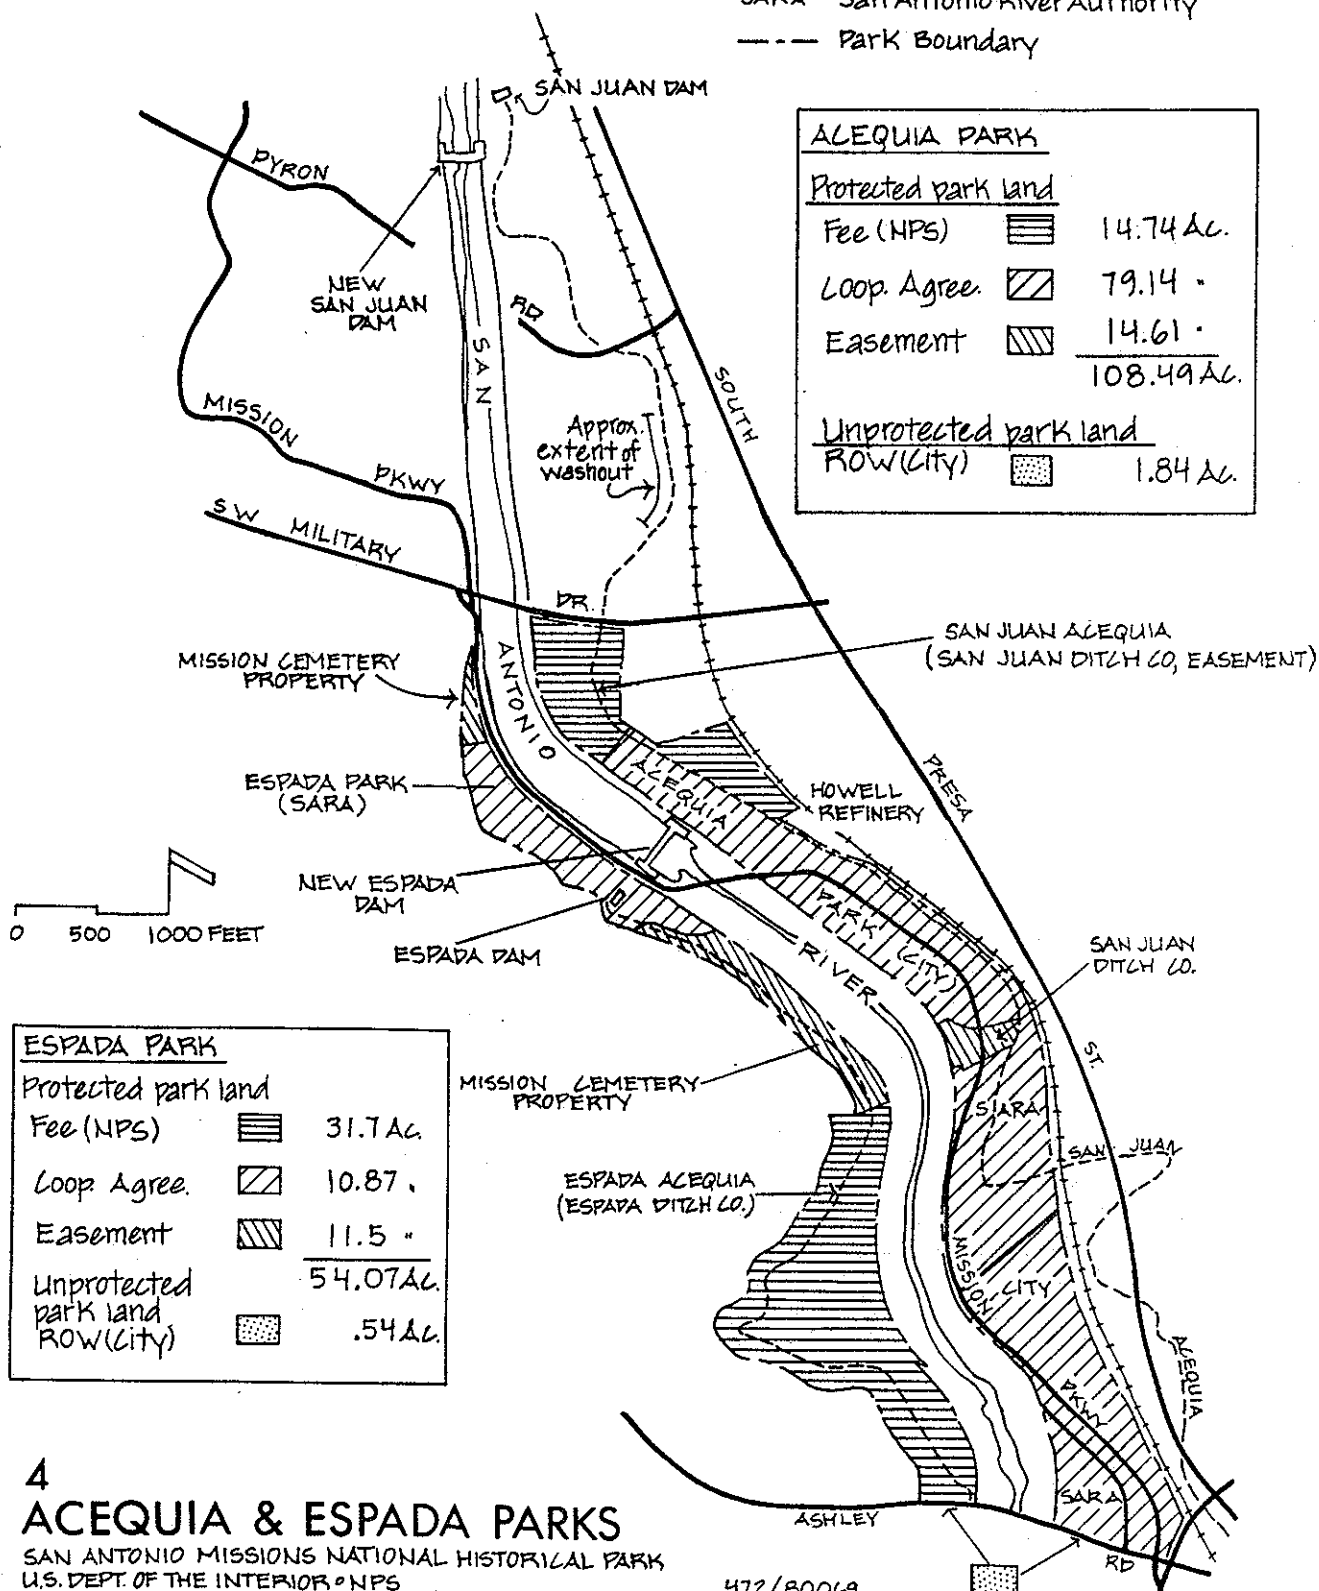 SARA San Antonio River Authority
Park Boundary
SAN JUAN DAM
PYRON
NEW
SAN JUAN
DAM
RD.
SAN
SOUTH
ACEQUIA PARK
Protected park land
Fee (NPS) 14.74 Ac.
Coop. Agree. 79.14 "
Easement 14.61 "
108.49 Ac.
Unprotected park land
ROW (City) 1.84 Ac.
MISSION
PKWY
Approx.
extent of
washout
SW MILITARY
DR.
SAN JUAN ACEQUIA
(SAN JUAN DITCH CO, EASEMENT)
MISSION CEMETERY
PROPERTY
ANTONIO
ESPADA PARK
(SARA)
ACEQUIA
HOWELL
REFINERY
PRESA
NEW ESPADA
DAM
0 500 1000 FEET
PARK
(CITY)
ESPADA DAM
RIVER
SAN JUAN
DITCH CO.
ST.
ESPADA PARK
Protected park land
Fee (NPS) 31.7 Ac.
Coop. Agree. 10.87 "
Easement 11.5 "
54.07 Ac.
Unprotected
park land
ROW (City) .54 Ac.
MISSION CEMETERY
PROPERTY
SARA
SAN JUAN
ESPADA ACEQUIA
(ESPADA DITCH CO.)
MISSION
CITY
ACEQUIA
PKWY
4
ACEQUIA & ESPADA PARKS
SAN ANTONIO MISSIONS NATIONAL HISTORICAL PARK
U.S. DEPT. OF THE INTERIOR • NPS
ASHLEY
SARA
RD
472/80069